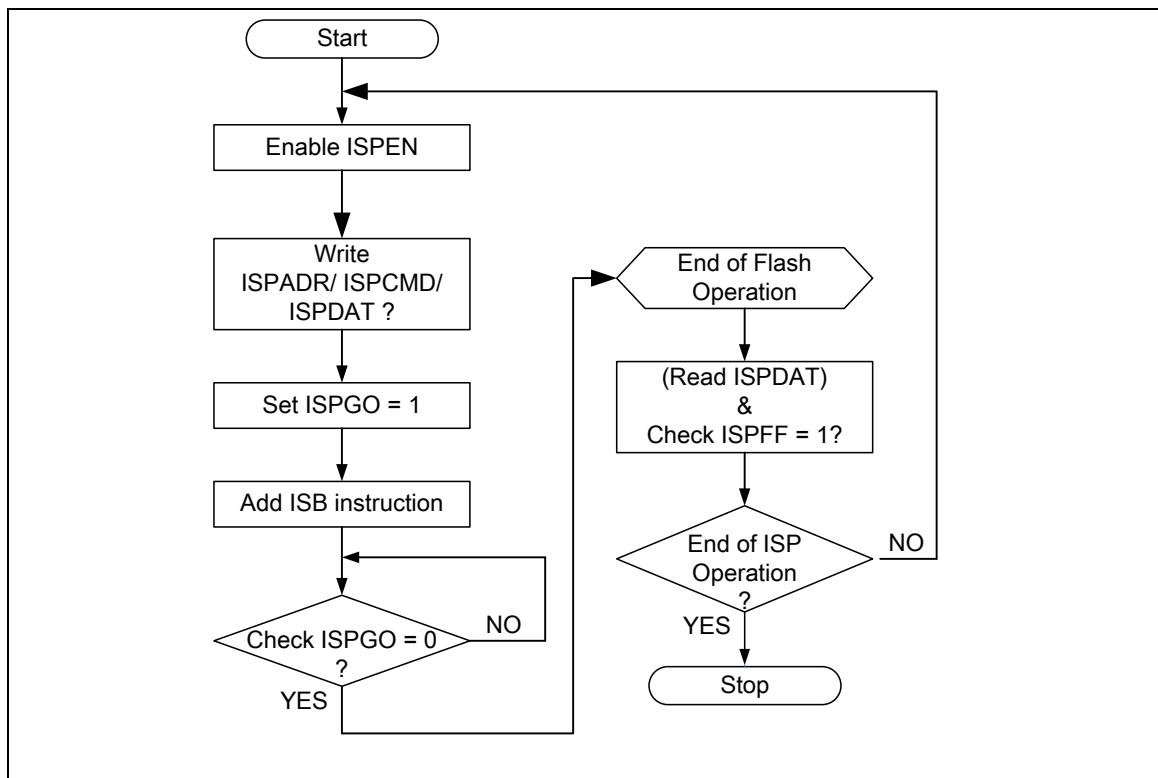 Start
Enable ISPEN
Write
ISPADR/ ISPCMD/
ISPDAT ?
Set ISPGO = 1
Add ISB instruction
Check ISPGO = 0
?
NO
YES
End of Flash
Operation
(Read ISPDAT)
&
Check ISPFF = 1?
End of ISP
Operation
?
NO
YES
Stop